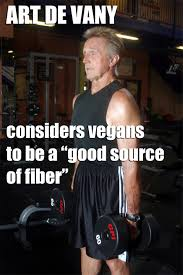 ART DE VANY
considers vegans
to be a “good source
of fiber”